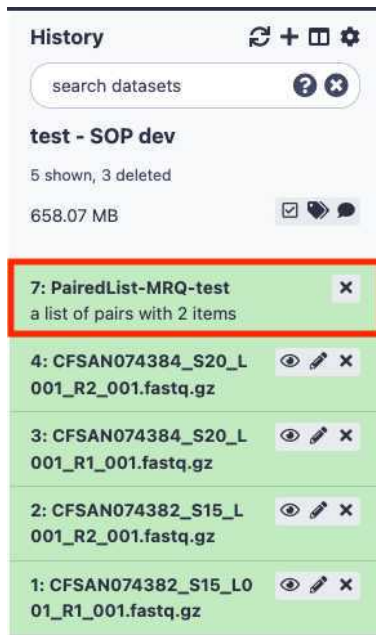 History
search datasets
test - SOP dev
5 shown, 3 deleted
658.07 MB
7: PairedList-MRQ-test
a list of pairs with 2 items
4: CFSAN074384_S20_L
001_R2_001.fastq.gz
3: CFSAN074384_S20_L
001_R1_001.fastq.gz
2: CFSAN074382_S15_L
001_R2_001.fastq.gz
1: CFSAN074382_S15_L0
01_R1_001.fastq.gz